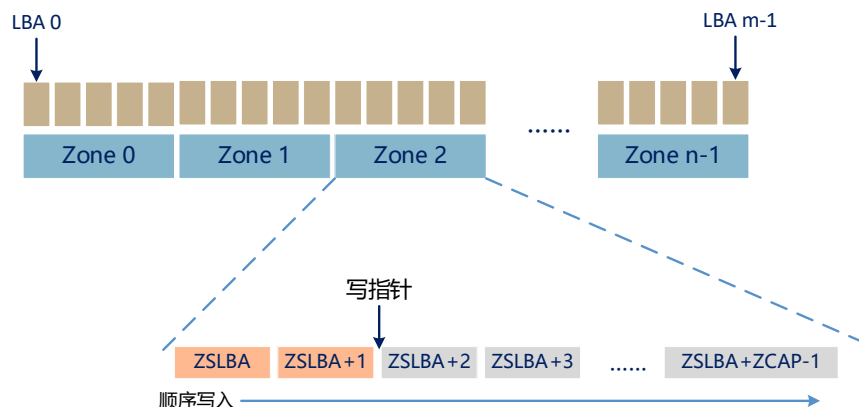 LBA 0
LBA m-1
Zone 0
Zone 1
Zone 2
......
Zone n-1
写指针
ZSLBA
ZSLBA+1
ZSLBA+2
ZSLBA+3
......
ZSLBA+ZCAP-1
顺序写入